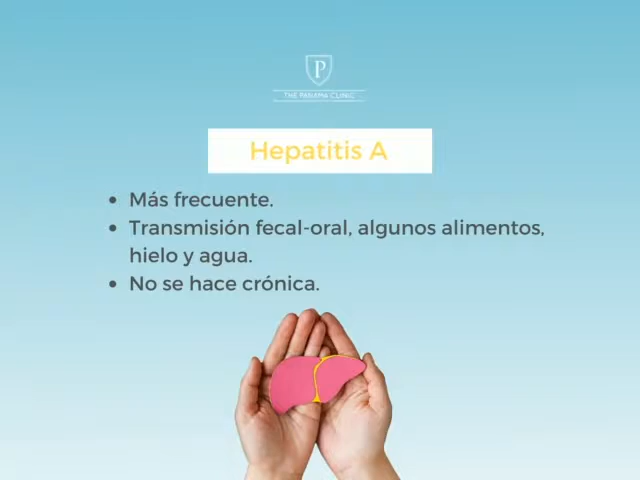 P
THE PANAMA CLINIC
Hepatitis A
Más frecuente.
Transmisión fecal-oral, algunos alimentos,
hielo y agua.
No se hace crónica.